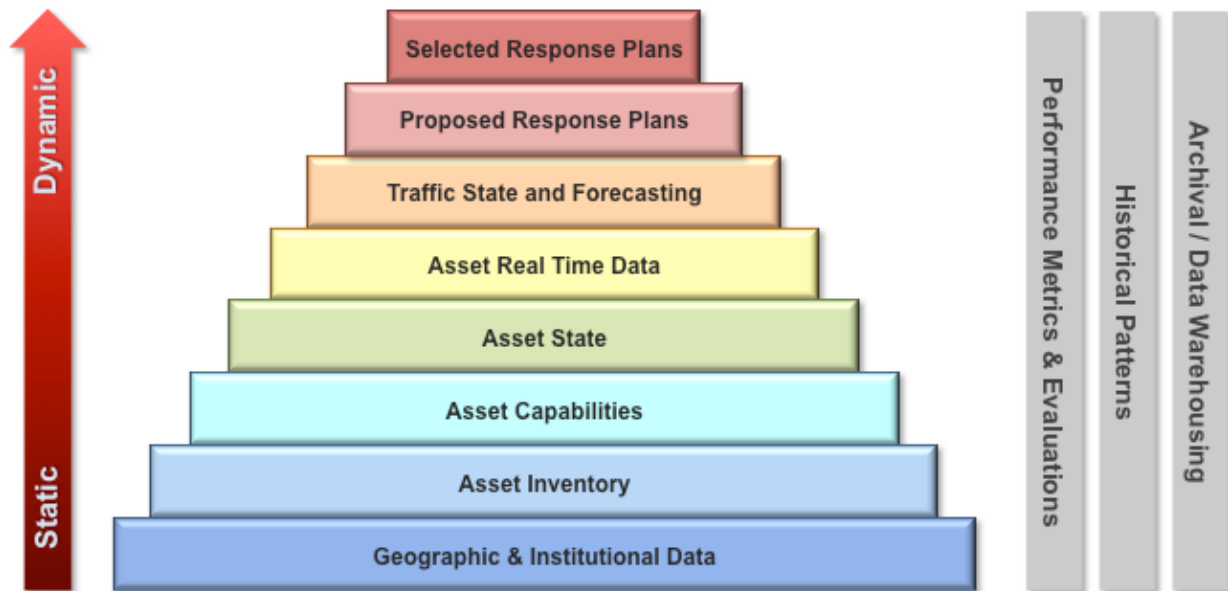 Dynamic
Static
Selected Response Plans
Proposed Response Plans
Traffic State and Forecasting
Asset Real Time Data
Asset State
Asset Capabilities
Asset Inventory
Geographic & Institutional Data
Performance Metrics & Evaluations
Historical Patterns
Archival / Data Warehousing